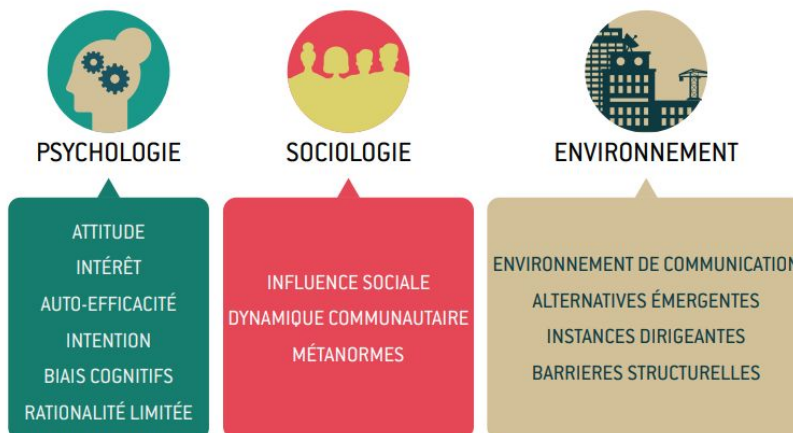 PSYCHOLOGIE
ATTITUDE
INTÉRÊT
AUTO-EFFICACITÉ
INTENTION
BIAIS COGNITIFS
RATIONALITÉ LIMITÉE
SOCIOLOGIE
INFLUENCE SOCIALE
DYNAMIQUE COMMUNAUTAIRE
MÉTANORMES
ENVIRONNEMENT
ENVIRONNEMENT DE COMMUNICATION
ALTERNATIVES ÉMERGENTES
INSTANCES DIRIGEANTES
BARRIERES STRUCTURELLES